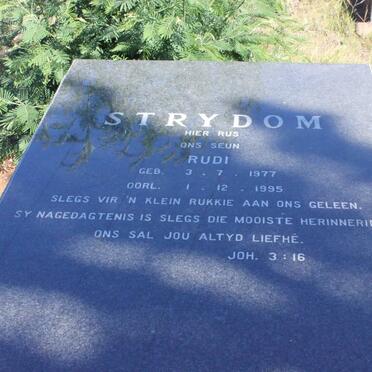 STRYDOM
HIER RUS
ONS SEUN
RUDI
GEB. 3 . 7 . 1977
OORL. 1 . 12 . 1995
SLEGS VIR 'N KLEIN RUKKIE AAN ONS GELEEN.
SY NAGEDAGTENIS IS SLEGS DIE MOOISTE HERINNERI
ONS SAL JOU ALTYD LIEFHÊ.
JOH. 3:16